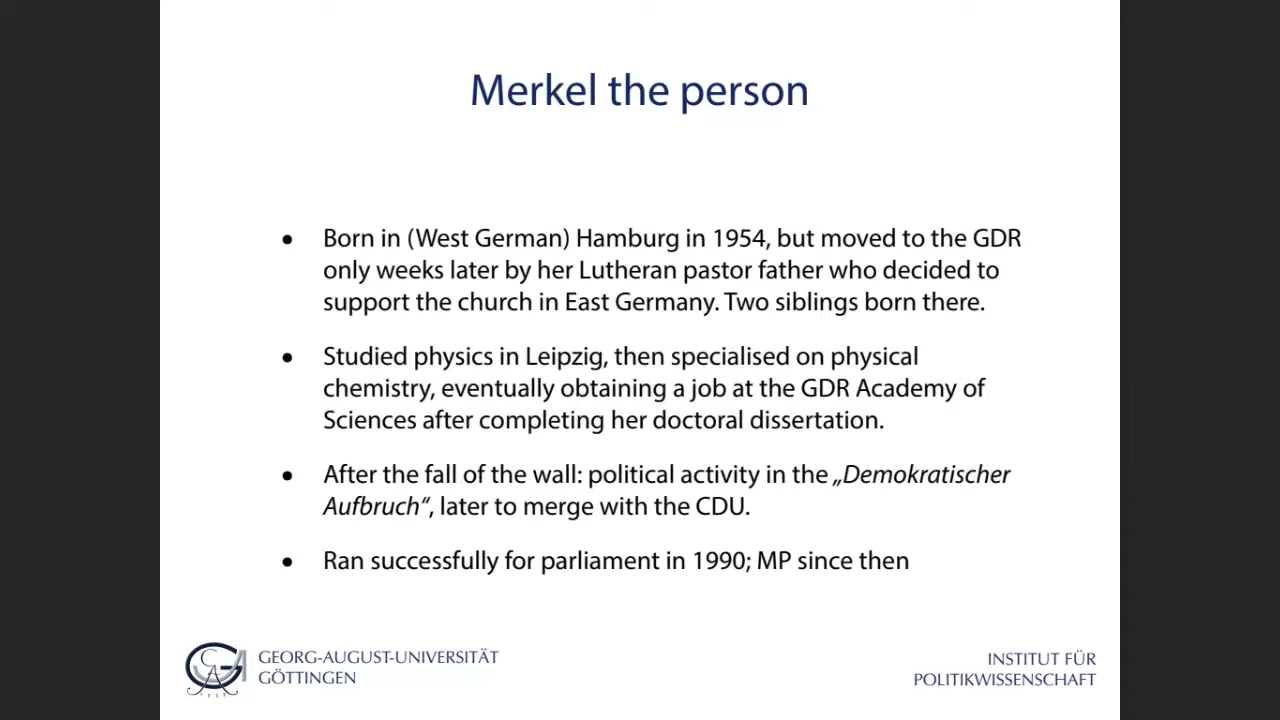 Merkel the person
• Born in (West German) Hamburg in 1954, but moved to the GDR
only weeks later by her Lutheran pastor father who decided to
support the church in East Germany. Two siblings born there.
• Studied physics in Leipzig, then specialised on physical
chemistry, eventually obtaining a job at the GDR Academy of
Sciences after completing her doctoral dissertation.
• After the fall of the wall: political activity in the „Demokratischer
Aufbruch“, later to merge with the CDU.
• Ran successfully for parliament in 1990; MP since then
GEORG-AUGUST-UNIVERSITÄT
GÖTTINGEN
INSTITUT FÜR
POLITIKWISSENSCHAFT